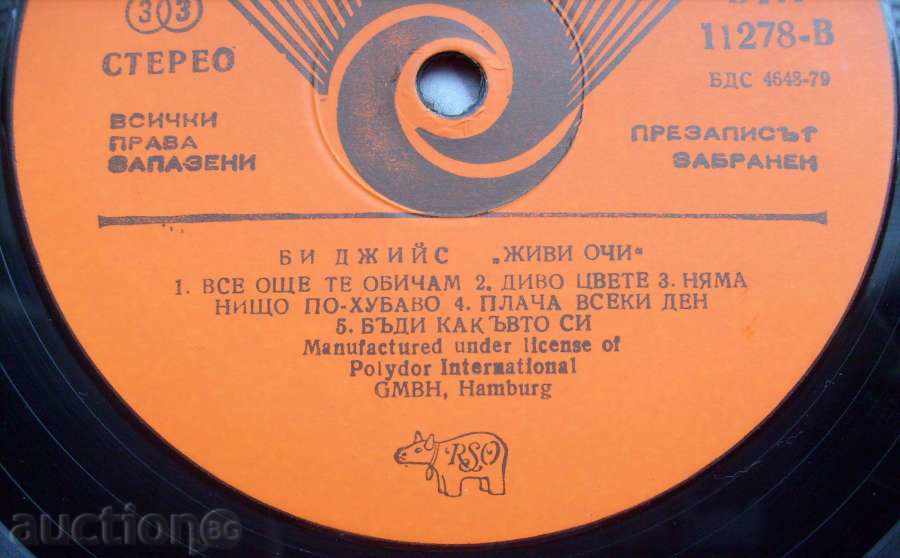 33
СТЕРЕО
11278-В
БДС 4648-79
ВСИЧКИ
ПРАВА
ЗАПАЗЕНИ
ПРЕЗАПИСЪТ
ЗАБРАНЕН
БИ ДЖИЙС „ЖИВИ ОЧИ“
1. ВСЕ ОЩЕ ТЕ ОБИЧАМ 2. ДИВО ЦВЕТЕ 3. НЯМА
НИЩО ПО-ХУБАВО 4. ПЛАЧА ВСЕКИ ДЕН
5. БЪДИ КАКЪВТО СИ
Manufactured under license of
Polydor International
GMBH, Hamburg
RSO
auction BG